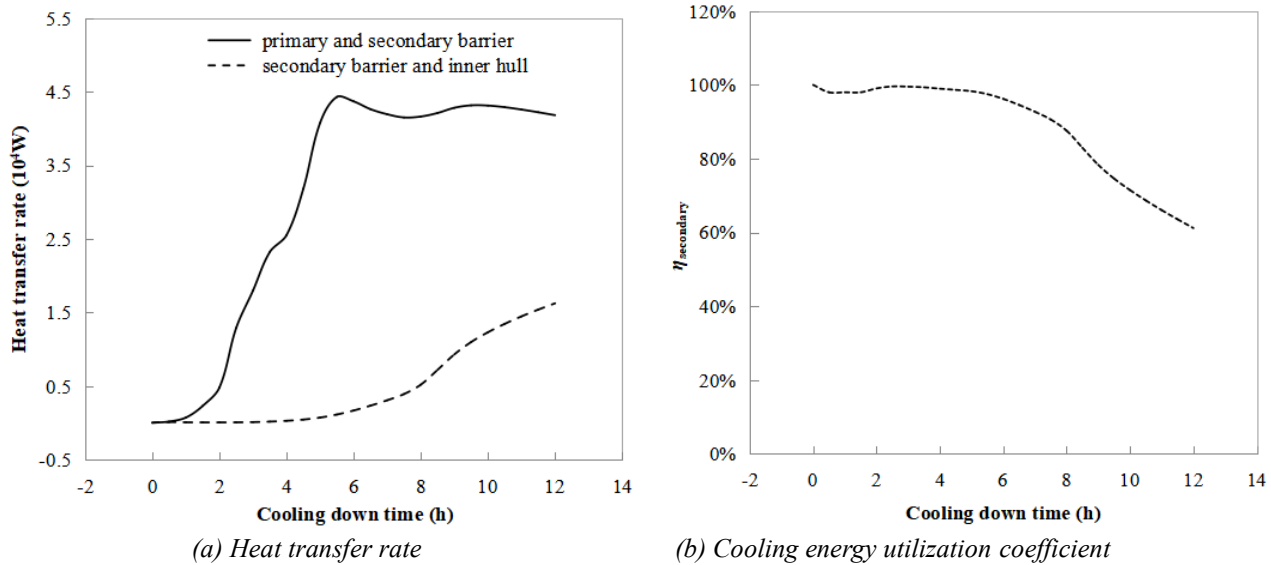 5.5
4.5
3.5
2.5
1.5
0.5
-0.5
Heat transfer rate (10⁴W)
primary and secondary barrier
secondary barrier and inner hull
-2 0 2 4 6 8 10 12 14
Cooling down time (h)
(a) Heat transfer rate
120%
100%
80%
60%
40%
20%
0%
η secondary
-2 0 2 4 6 8 10 12 14
Cooling down time (h)
(b) Cooling energy utilization coefficient